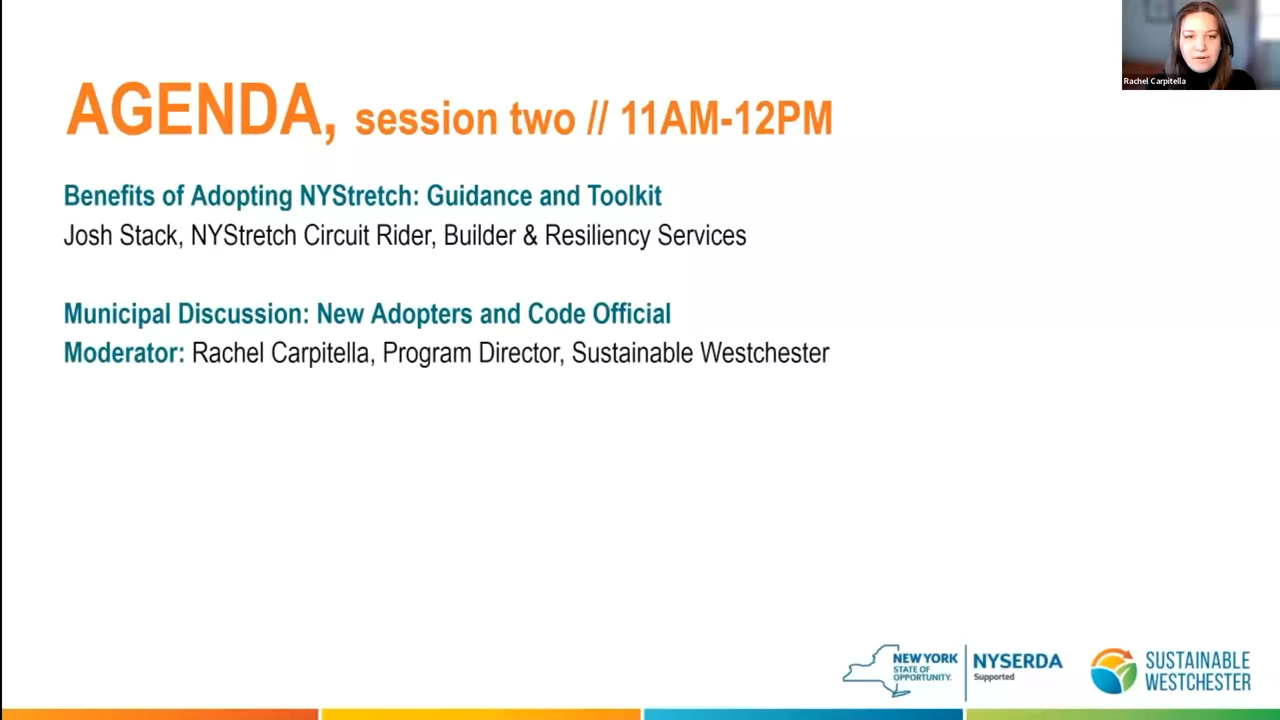 Rachel Carpitella
AGENDA, session two // 11AM-12PM
Benefits of Adopting NYStretch: Guidance and Toolkit
Josh Stack, NYStretch Circuit Rider, Builder & Resiliency Services
Municipal Discussion: New Adopters and Code Official
Moderator: Rachel Carpitella, Program Director, Sustainable Westchester
NEW YORK
STATE OF
OPPORTUNITY.
NYSERDA
Supported
SUSTAINABLE
WESTCHESTER